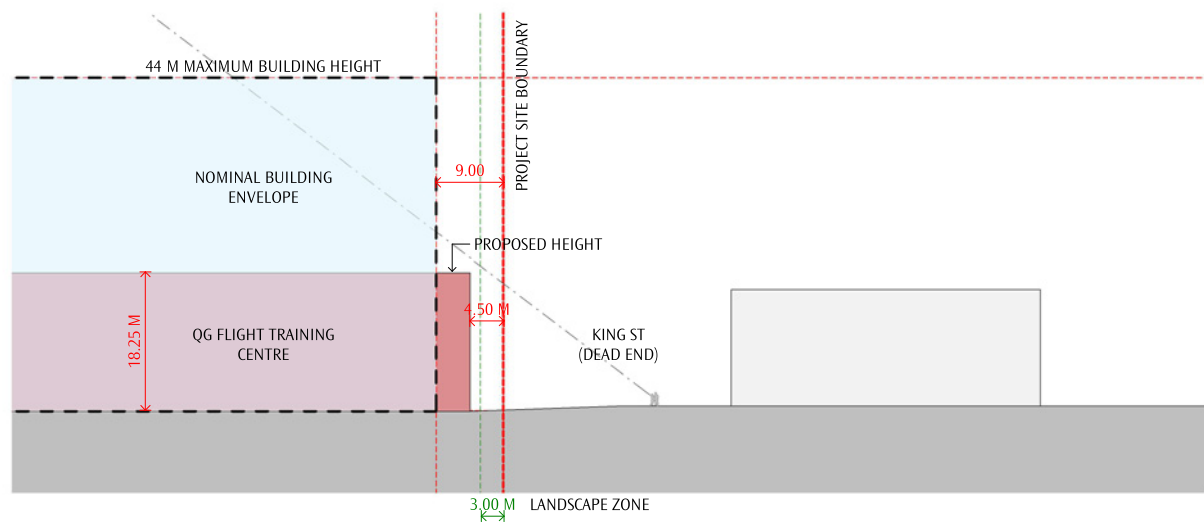 44 M MAXIMUM BUILDING HEIGHT
PROJECT SITE BOUNDARY
9.00
NOMINAL BUILDING
ENVELOPE
PROPOSED HEIGHT
4.50 M
18.25 M
QG FLIGHT TRAINING
CENTRE
KING ST
(DEAD END)
3.00 M
LANDSCAPE ZONE